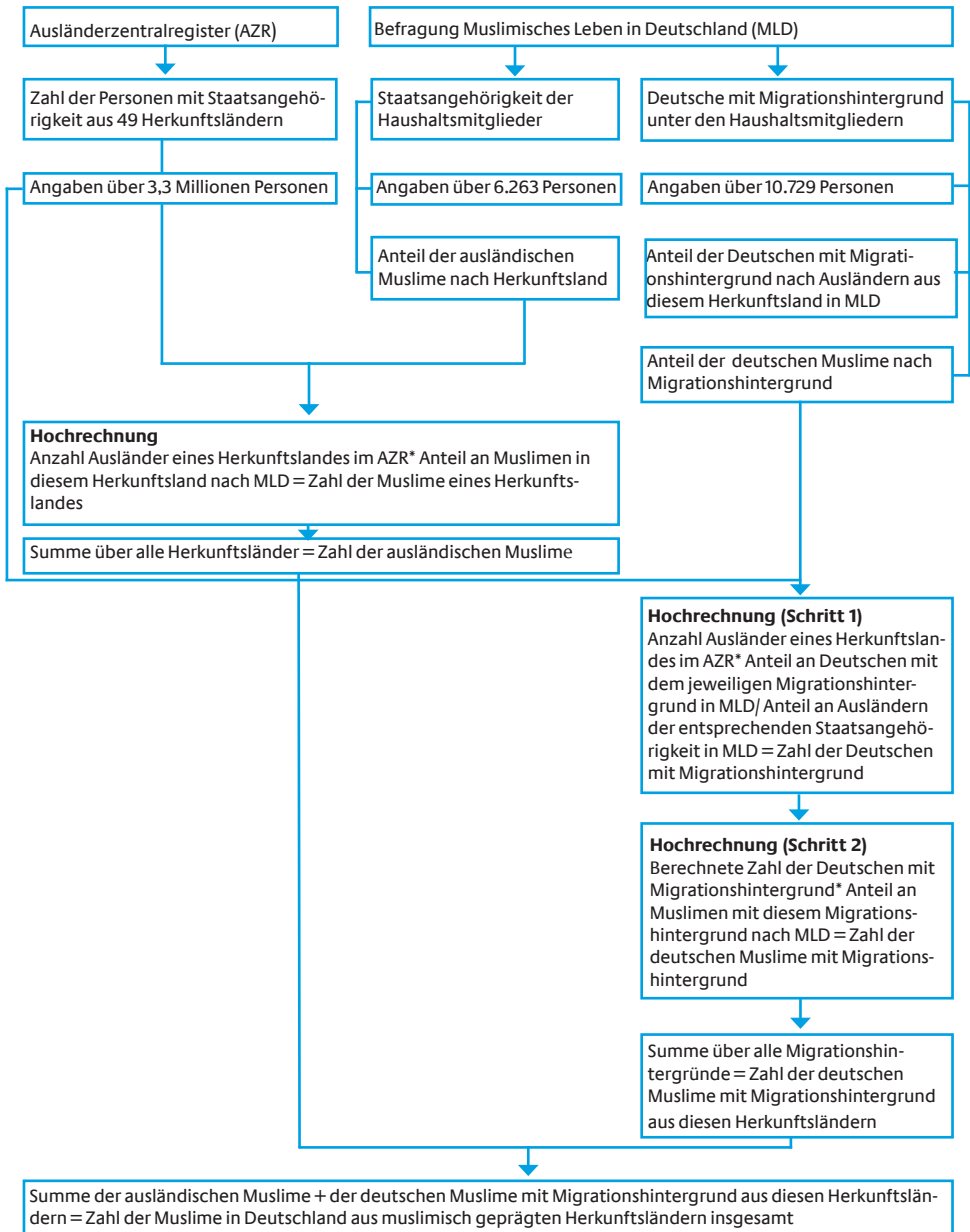 Ausländerzentralregister (AZR)
Befragung Muslimisches Leben in Deutschland (MLD)
Zahl der Personen mit Staatsangehö-
rigkeit aus 49 Herkunftsländern
Staatsangehörigkeit der
Haushaltsmitglieder
Deutsche mit Migrationshintergrund
unter den Haushaltsmitgliedern
Angaben über 3,3 Millionen Personen
Angaben über 6.263 Personen
Angaben über 10.729 Personen
Anteil der ausländischen
Muslime nach Herkunftsland
Anteil der Deutschen mit Migrati-
onshintergrund nach Ausländern aus
diesem Herkunftsland in MLD
Anteil der deutschen Muslime nach
Migrationshintergrund
Hochrechnung
Anzahl Ausländer eines Herkunftslandes im AZR* Anteil an Muslimen in
diesem Herkunftsland nach MLD = Zahl der Muslime eines Herkunfts-
landes
Summe über alle Herkunftsländer = Zahl der ausländischen Muslime
Hochrechnung (Schritt 1)
Anzahl Ausländer eines Herkunftslan-
des im AZR* Anteil an Deutschen mit
dem jeweiligen Migrationshinter-
grund in MLD/ Anteil an Ausländern
der entsprechenden Staatsangehö-
rigkeit in MLD = Zahl der Deutschen
mit Migrationshintergrund
Hochrechnung (Schritt 2)
Berechnete Zahl der Deutschen mit
Migrationshintergrund* Anteil an
Muslimen mit diesem Migrations-
hintergrund nach MLD = Zahl der
deutschen Muslime mit Migrations-
hintergrund
Summe über alle Migrationshin-
tergründe = Zahl der deutschen
Muslime mit Migrationshintergrund
aus diesen Herkunftsländern
Summe der ausländischen Muslime + der deutschen Muslime mit Migrationshintergrund aus diesen Herkunftslän-
dern = Zahl der Muslime in Deutschland aus muslimisch geprägten Herkunftsländern insgesamt